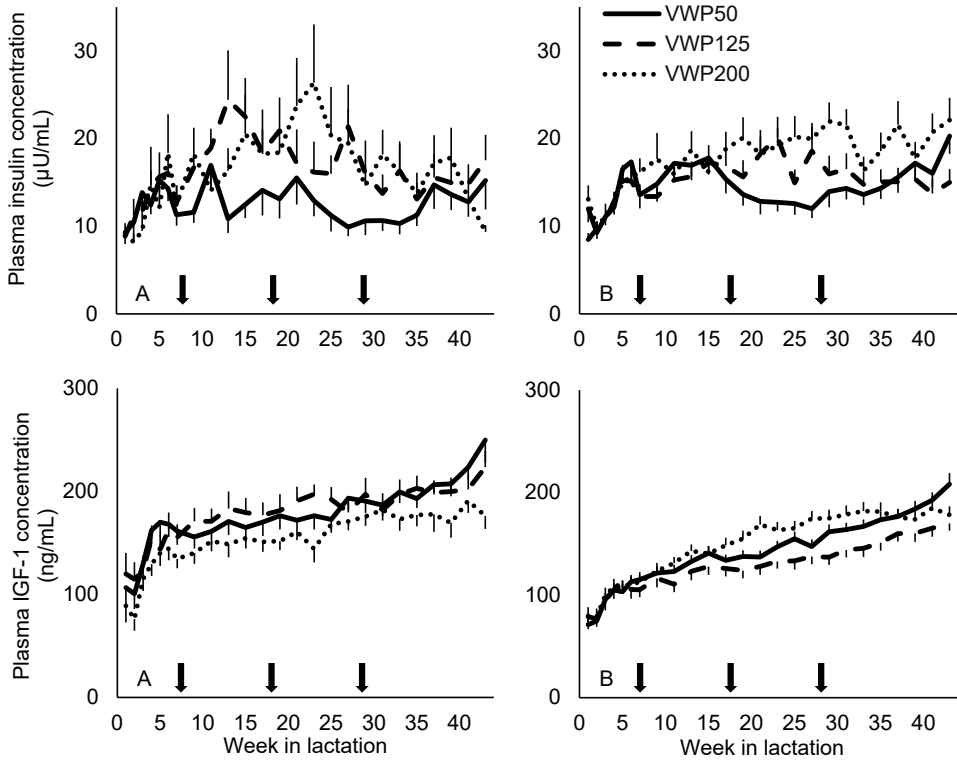 Plasma insulin concentration
(µU/mL)
30
20
10
0
A
0 5 10 15 20 25 30 35 40
VWP50
VWP125
VWP200
30
20
10
0
B
0 5 10 15 20 25 30 35 40
Plasma IGF-1 concentration
(ng/mL)
300
200
100
0
A
0 5 10 15 20 25 30 35 40
Week in lactation
300
200
100
0
B
0 5 10 15 20 25 30 35 40
Week in lactation